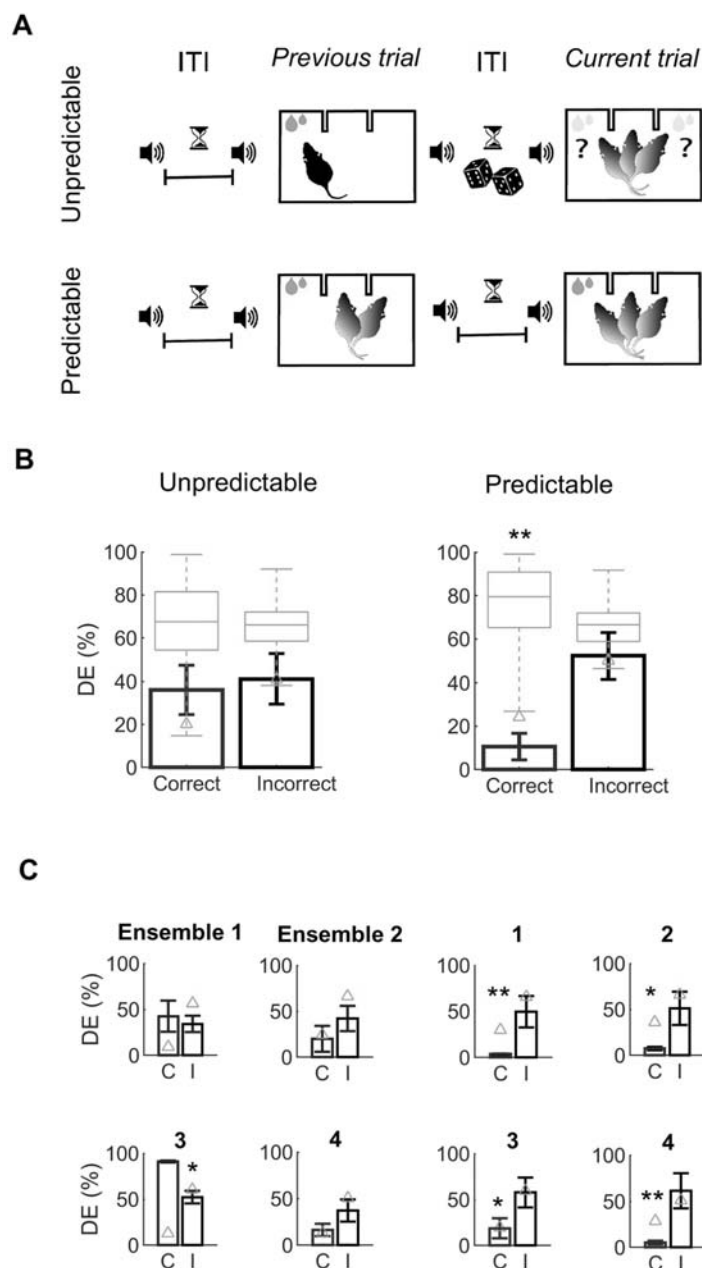 A
ITI
Previous trial
ITI
Current trial
Unpredictable
? ?
Predictable
B
Unpredictable
Predictable
DE (%)
100
80
60
40
20
0
Correct
Incorrect
100
80
60
40
20
0
**
Correct
Incorrect
C
Ensemble 1
Ensemble 2
1
2
DE (%)
100
50
0
C I
100
50
0
C I
100
50
0
**
C I
100
50
0
*
C I
3
4
3
4
DE (%)
100
50
0
*
C I
100
50
0
C I
100
50
0
*
C I
100
50
0
**
C I